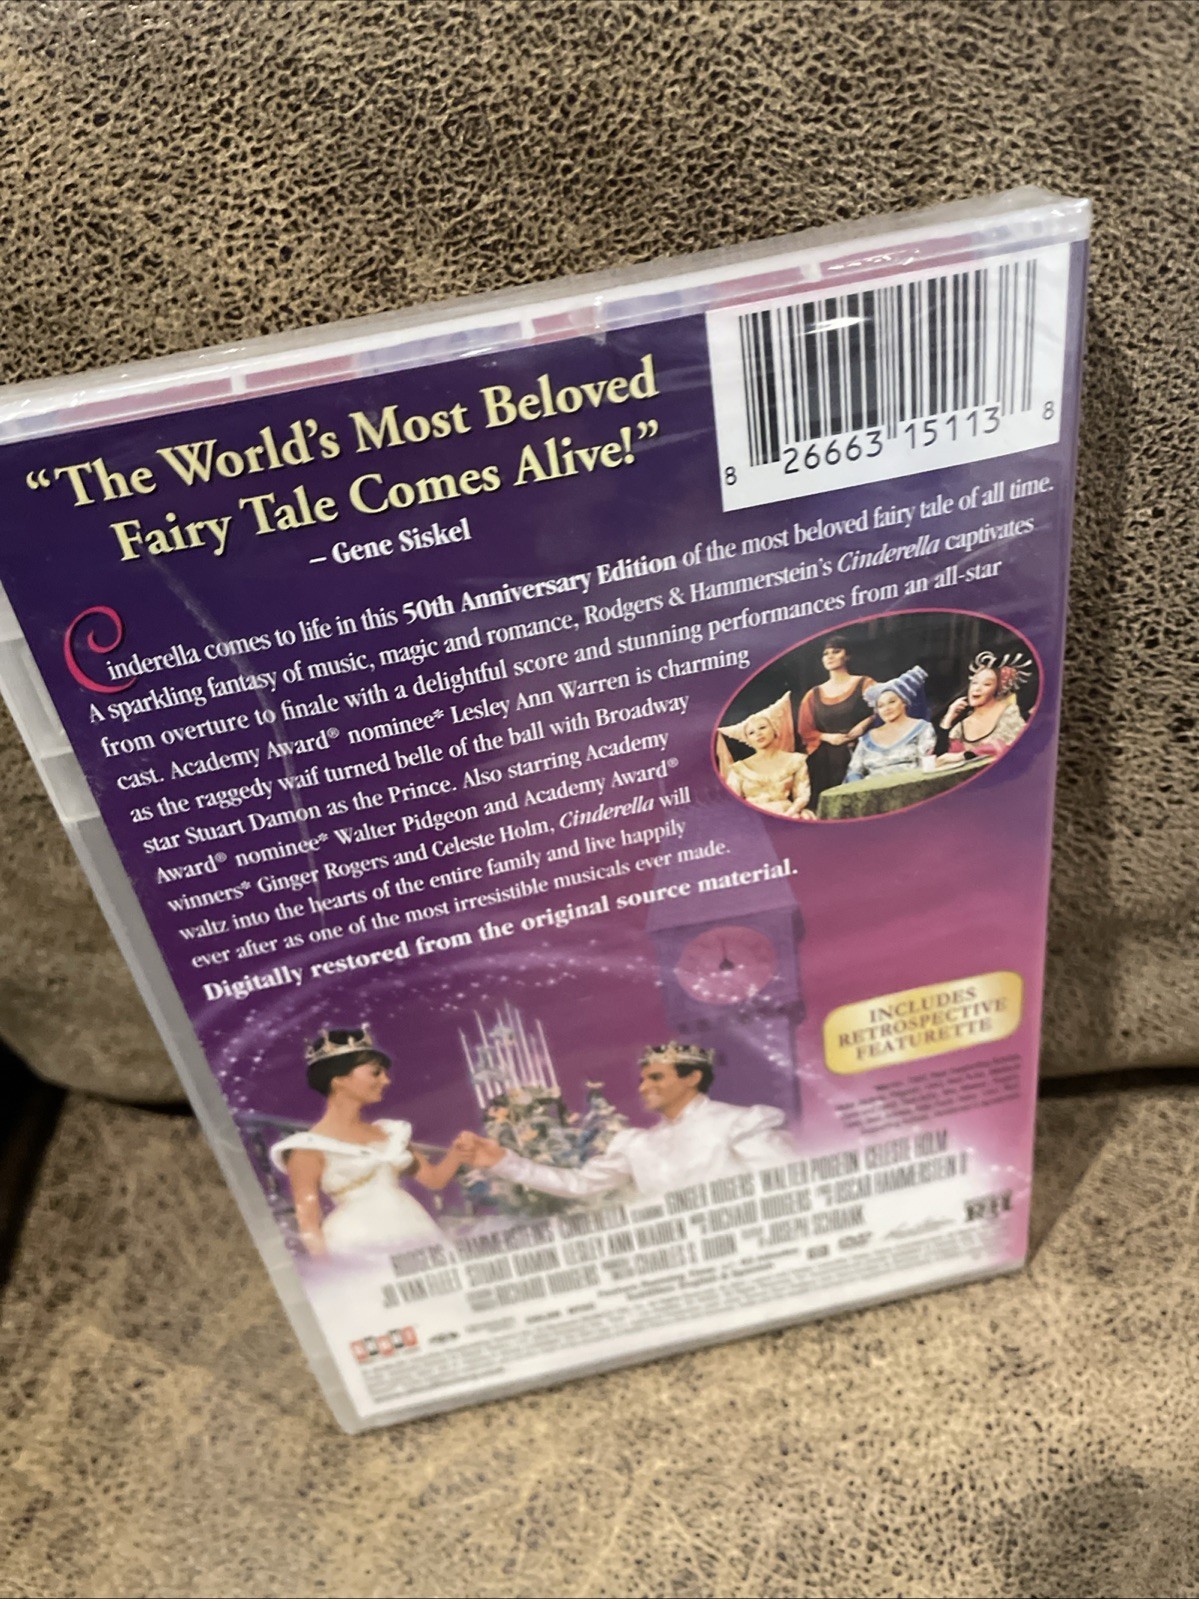 “The World’s Most Beloved
Fairy Tale Comes Alive!”
– Gene Siskel
8 26663 15113 8
Cinderella comes to life in this 50th Anniversary Edition of the most beloved fairy tale of all time.
A sparkling fantasy of music, magic and romance, Rodgers & Hammerstein’s Cinderella captivates
from overture to finale with a delightful score and stunning performances from an all-star
cast. Academy Award® nominee* Lesley Ann Warren is charming
as the raggedy waif turned belle of the ball with Broadway
star Stuart Damon as the Prince. Also starring Academy
Award® nominee* Walter Pidgeon and Academy Award®
winners* Ginger Rogers and Celeste Holm, Cinderella will
waltz into the hearts of the entire family and live happily
ever after as one of the most irresistible musicals ever made.
Digitally restored from the original source material.
INCLUDES
RETROSPECTIVE
FEATURETTE
RODGERS & HAMMERSTEIN'S CINDERELLA GINGER ROGERS WALTER PIDGEON CELESTE HOLM
JO VAN FLEET STUART DAMON LESLEY ANN WARREN RICHARD RODGERS OSCAR HAMMERSTEIN II
RICHARD RODGERS CHARLES S. DUBIN JOSEPH SCHRANK